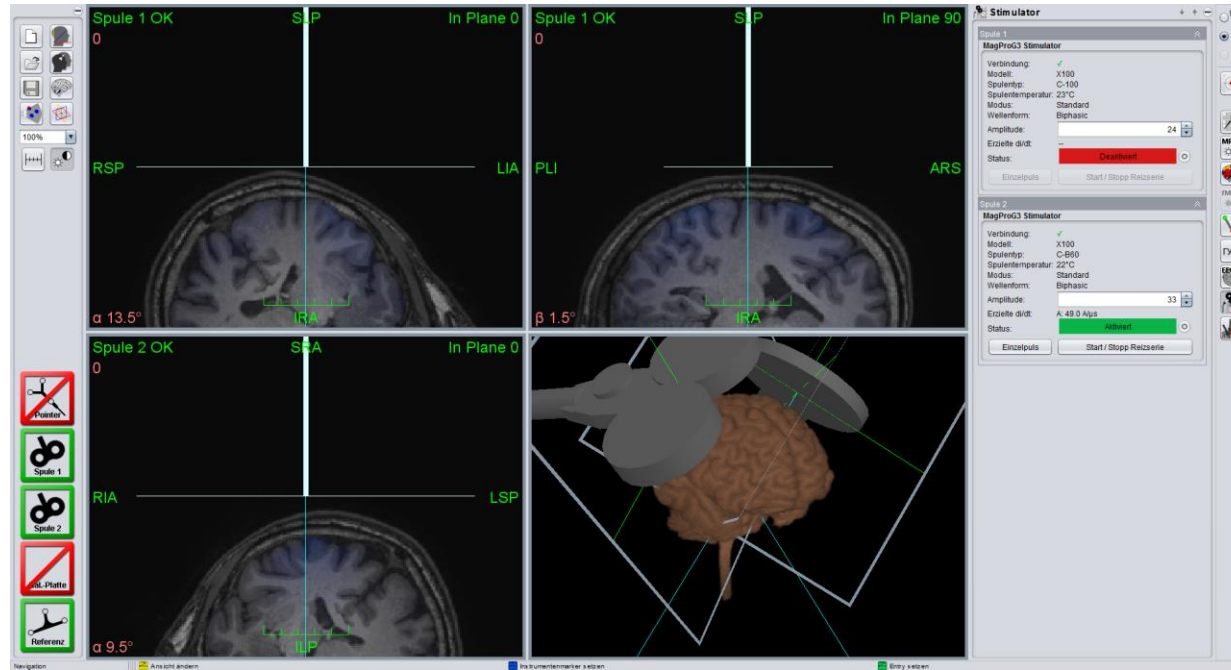 100%
Pointer
Spule 1
Spule 2
Kal.-Platte
Referenz
Spule 1 OK
SLP
In Plane 0
0
RSP
LIA
α 13.5°
IRA
Spule 1 OK
SLP
In Plane 90
0
PLI
ARS
β 1.5°
IRA
Spule 2 OK
SRA
In Plane 0
0
RIA
LSP
α 9.5°
ILP
Stimulator
Spule 1
MagProG3 Stimulator
Verbindung: ✓
Modell: X100
Spulentyp: C-100
Spulentemperatur: 23°C
Modus: Standard
Wellenform: Biphasic
Amplitude: 24
Erzielte di/dt: --
Status: Deaktiviert
Einzelpuls Start / Stopp Reizserie
Spule 2
MagProG3 Stimulator
Verbindung: ✓
Modell: X100
Spulentyp: C-B60
Spulentemperatur: 22°C
Modus: Standard
Wellenform: Biphasic
Amplitude: 33
Erzielte di/dt: A: 49.0 A/µs
Status: Aktiviert
Einzelpuls Start / Stopp Reizserie
Navigation
Ansicht ändern
Instrumentenmarker setzen
Entry setzen